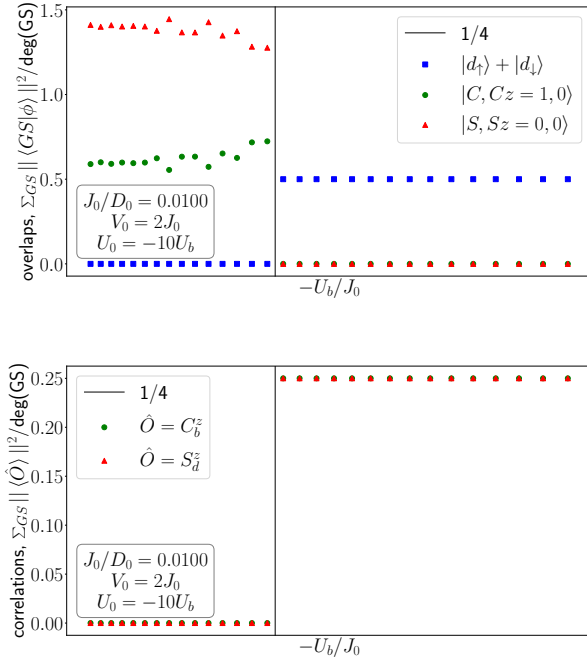 overlaps, Σ_GS || ⟨GS|ϕ⟩ ||²/deg(GS)
1.5
1.0
0.5
0.0
1/4
|d↑⟩ + |d↓⟩
|C, Cz = 1, 0⟩
|S, Sz = 0, 0⟩
J₀/D₀ = 0.0100
V₀ = 2J₀
U₀ = −10U_b
−U_b/J₀
correlations, Σ_GS || ⟨Ô⟩ ||²/deg(GS)
0.25
0.20
0.15
0.10
0.05
0.00
1/4
Ô = C_b^z
Ô = S_d^z
J₀/D₀ = 0.0100
V₀ = 2J₀
U₀ = −10U_b
−U_b/J₀